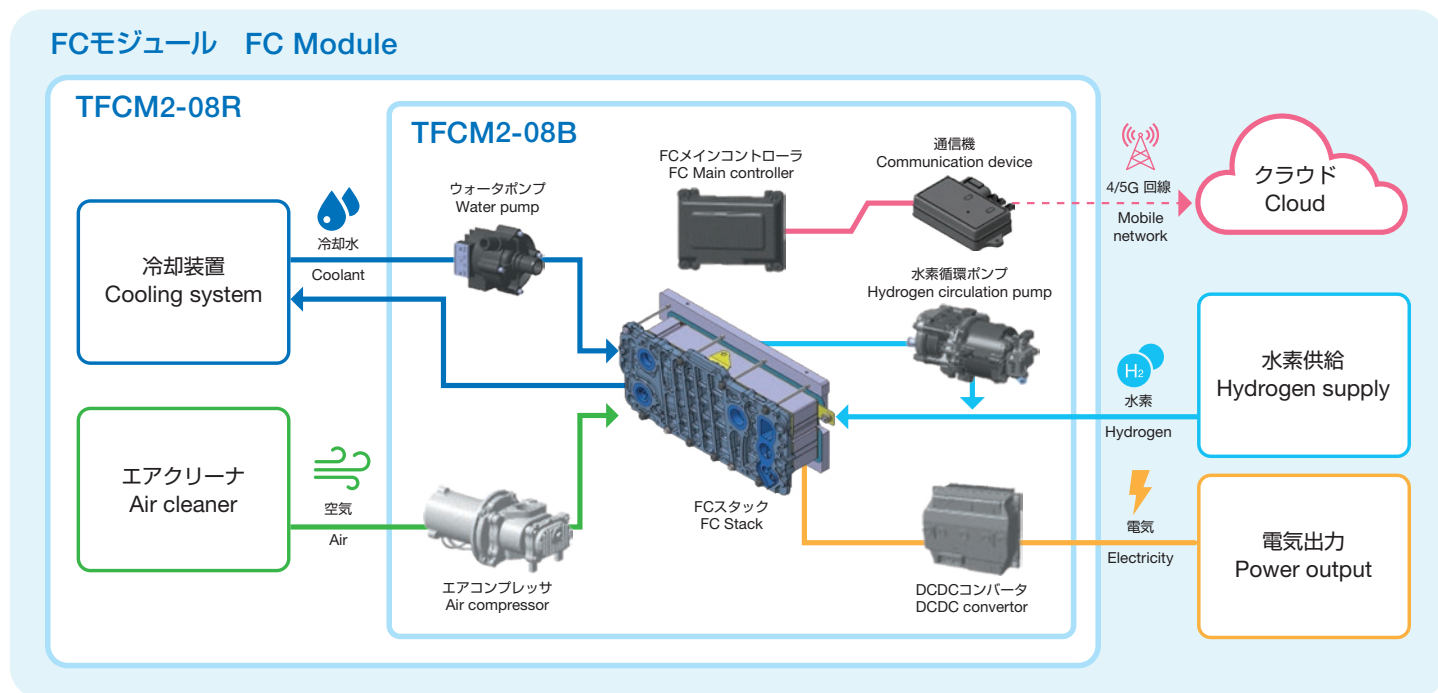 FCモジュール　FC Module
TFCM2-08R
TFCM2-08B
冷却装置
Cooling system
冷却水
Coolant
ウォータポンプ
Water pump
FCメインコントローラ
FC Main controller
通信機
Communication device
4/5G 回線
Mobile
network
クラウド
Cloud
水素循環ポンプ
Hydrogen circulation pump
H₂
水素
Hydrogen
水素供給
Hydrogen supply
エアクリーナ
Air cleaner
空気
Air
エアコンプレッサ
Air compressor
FCスタック
FC Stack
DCDCコンバータ
DCDC convertor
電気
Electricity
電気出力
Power output